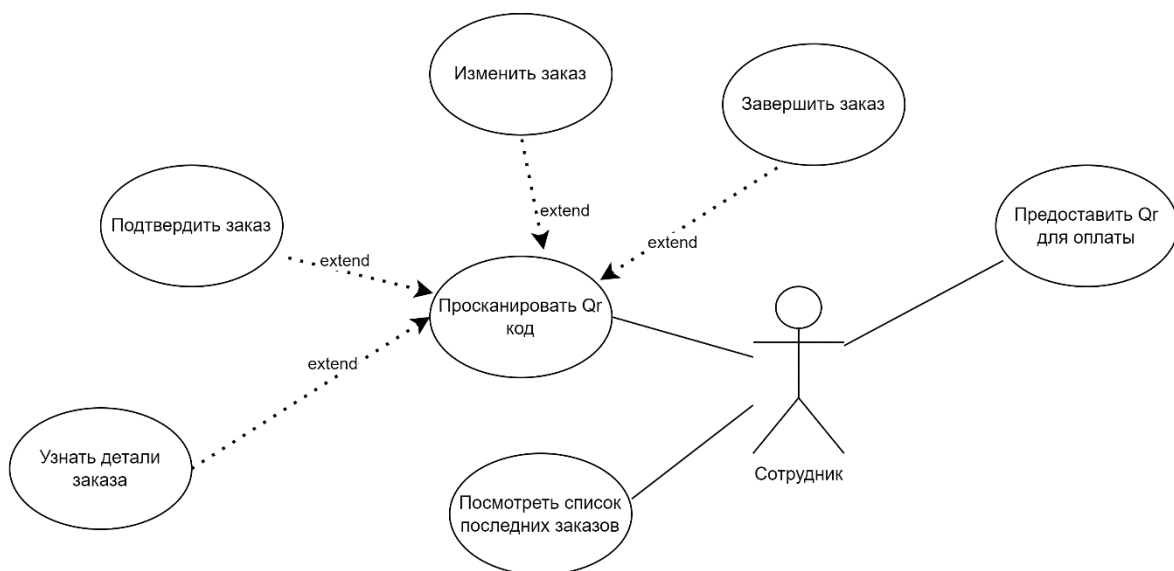 Изменить заказ
Завершить заказ
Подтвердить заказ
Предоставить Qr
для оплаты
extend
extend
extend
Просканировать Qr
код
extend
Узнать детали
заказа
Сотрудник
Посмотреть список
последних заказов